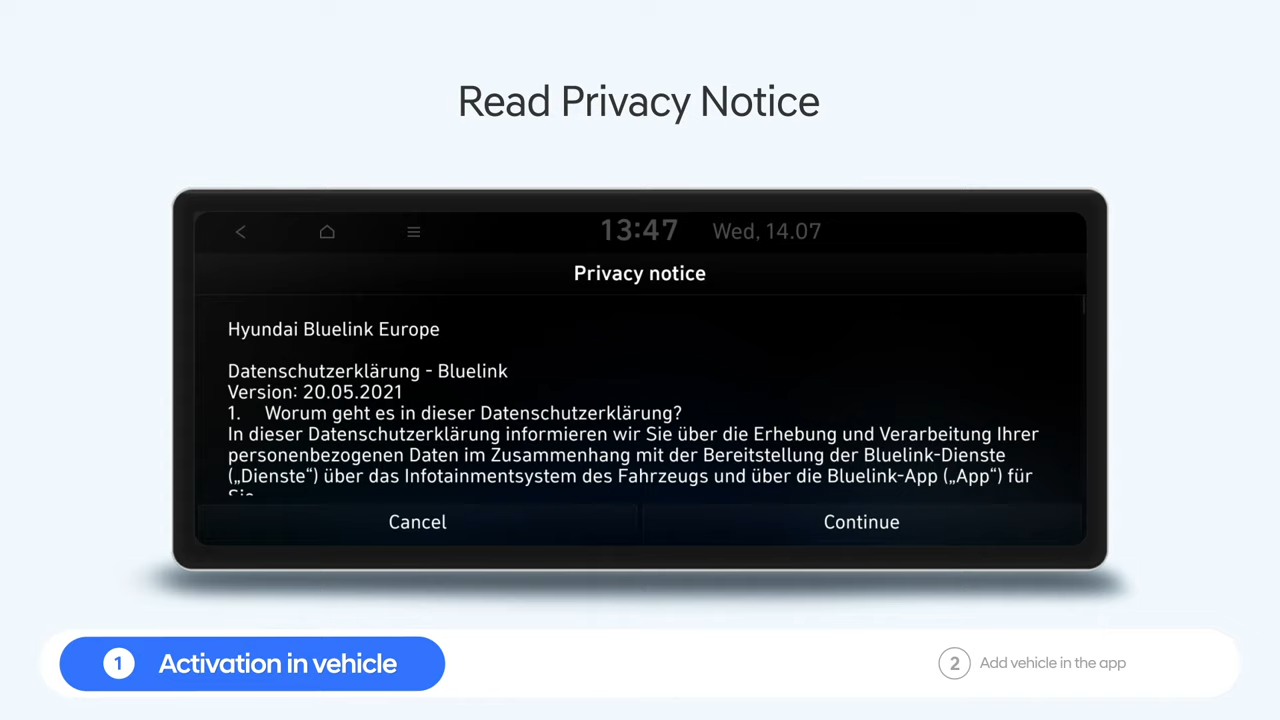 Read Privacy Notice
13:47 Wed, 14.07
Privacy notice
Hyundai Bluelink Europe
Datenschutzerklärung - Bluelink
Version: 20.05.2021
1. Worum geht es in dieser Datenschutzerklärung?
In dieser Datenschutzerklärung informieren wir Sie über die Erhebung und Verarbeitung Ihrer
personenbezogenen Daten im Zusammenhang mit der Bereitstellung der Bluelink-Dienste
(„Dienste“) über das Infotainmentsystem des Fahrzeugs und über die Bluelink-App („App“) für
Cancel Continue
1 Activation in vehicle 2 Add vehicle in the app